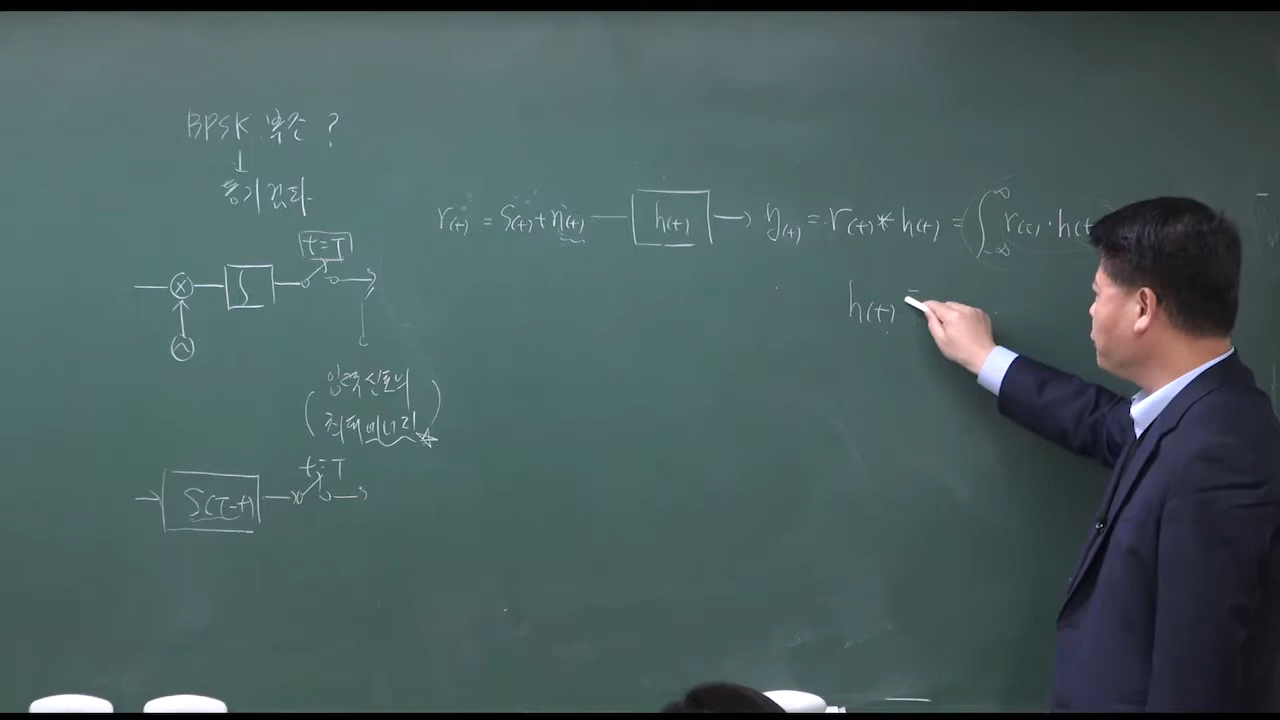 BPSK 복조 ?
동기검파
t=T
∫
입력신호의
최대에너지
t=T
S(T-t)
r(t) = S(t)+n(t) — h(t) → y(t) = r(t) * h(t) = ∫_{-∞}^{∞} r(τ)·h(t
h(t) =